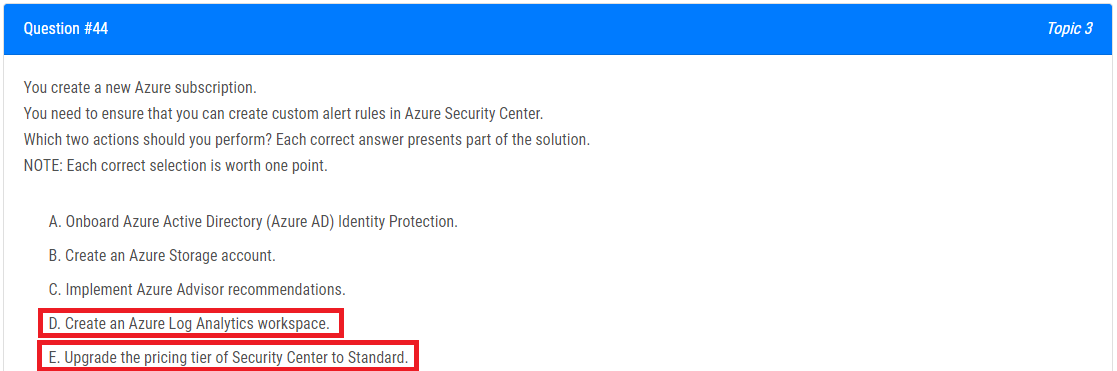 Question #44
Topic 3
You create a new Azure subscription.
You need to ensure that you can create custom alert rules in Azure Security Center.
Which two actions should you perform? Each correct answer presents part of the solution.
NOTE: Each correct selection is worth one point.
A. Onboard Azure Active Directory (Azure AD) Identity Protection.
B. Create an Azure Storage account.
C. Implement Azure Advisor recommendations.
D. Create an Azure Log Analytics workspace.
E. Upgrade the pricing tier of Security Center to Standard.